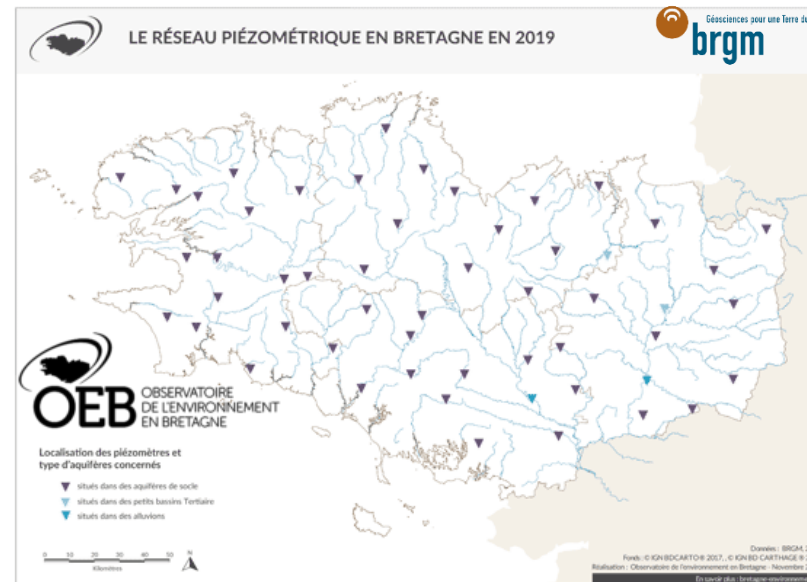 LE RÉSEAU PIÉZOMÉTRIQUE EN BRETAGNE EN 2019
Géosciences pour une Terre
brgm
OEB OBSERVATOIRE
DE L'ENVIRONNEMENT
EN BRETAGNE
Localisation des piézomètres et
type d'aquifères concernés
situés dans des aquifères de socle
situés dans des petits bassins Tertiaire
situés dans des alluvions
0 10 20 30 40 50
Kilomètres
N
Données : BRGM,
Fonds : © IGN BDCARTO® 2017, , © IGN BD CARTHAGE®
Réalisation : Observatoire de l'environnement en Bretagne - Novembre
En savoir plus :